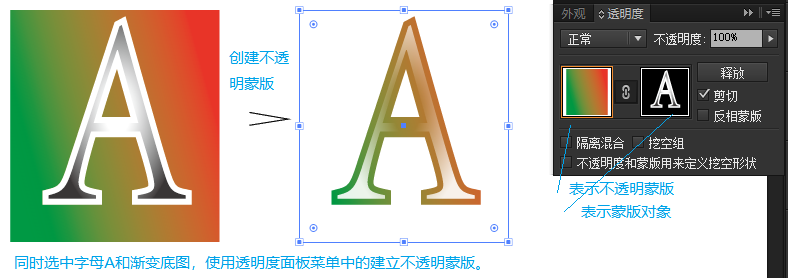 A
创建不透
明蒙版
A
外观 透明度
正常 不透明度: 100%
A
释放
剪切
反相蒙版
隔离混合 挖空组
不透明度和蒙版用来定义挖空形状
表示不透明蒙版
表示蒙版对象
同时选中字母A和渐变底图，使用透明度面板菜单中的建立不透明蒙版。